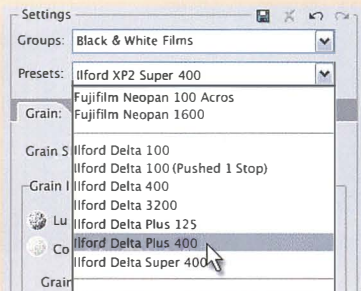 Settings
Groups: Black & White Films
Presets: Ilford XP2 Super 400
Fujifilm Neopan 100 Acros
Grain: Fujifilm Neopan 1600
Grain S Ilford Delta 100
Ilford Delta 100 (Pushed 1 Stop)
Grain I Ilford Delta 400
Ilford Delta 3200
Lu Ilford Delta Plus 125
Ilford Delta Plus 400
Co Ilford Delta Super 400
Grain